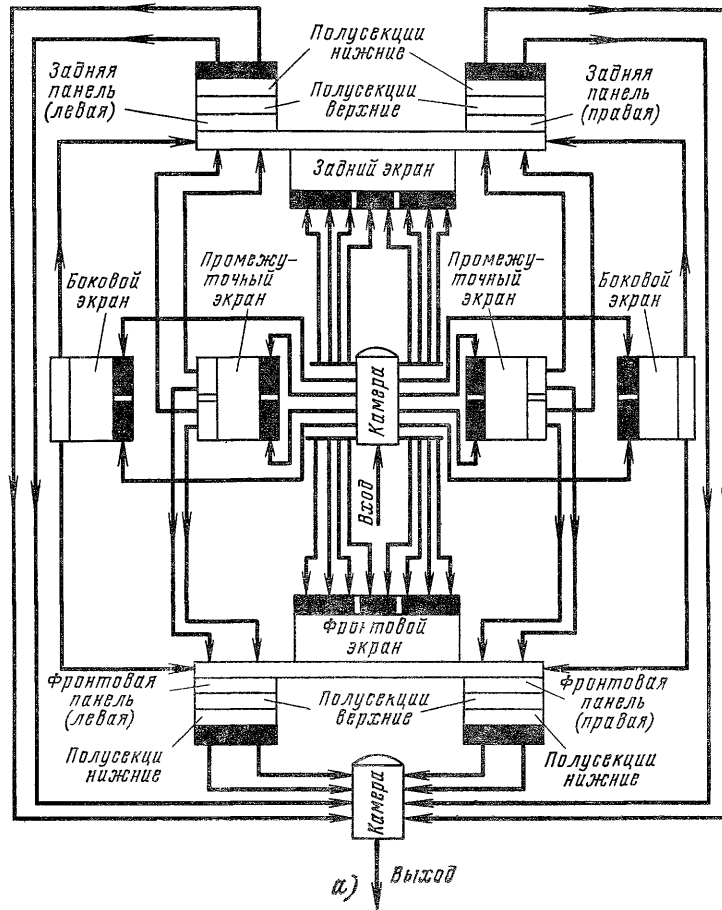 Полусекции
нижние
Задняя
панель
(левая)
Полусекции
верхние
Задняя
панель
(правая)
Задний экран
Боковой
экран
Промежу-
точный
экран
Промежу-
точный
экран
Боковой
экран
Камера
Вход
Фронтовой
экран
Фронтовая
панель
(левая)
Полусекции
верхние
Фронтовая
панель
(правая)
Полусекци
нижние
Полусекции
нижние
Камера
а)
Выход